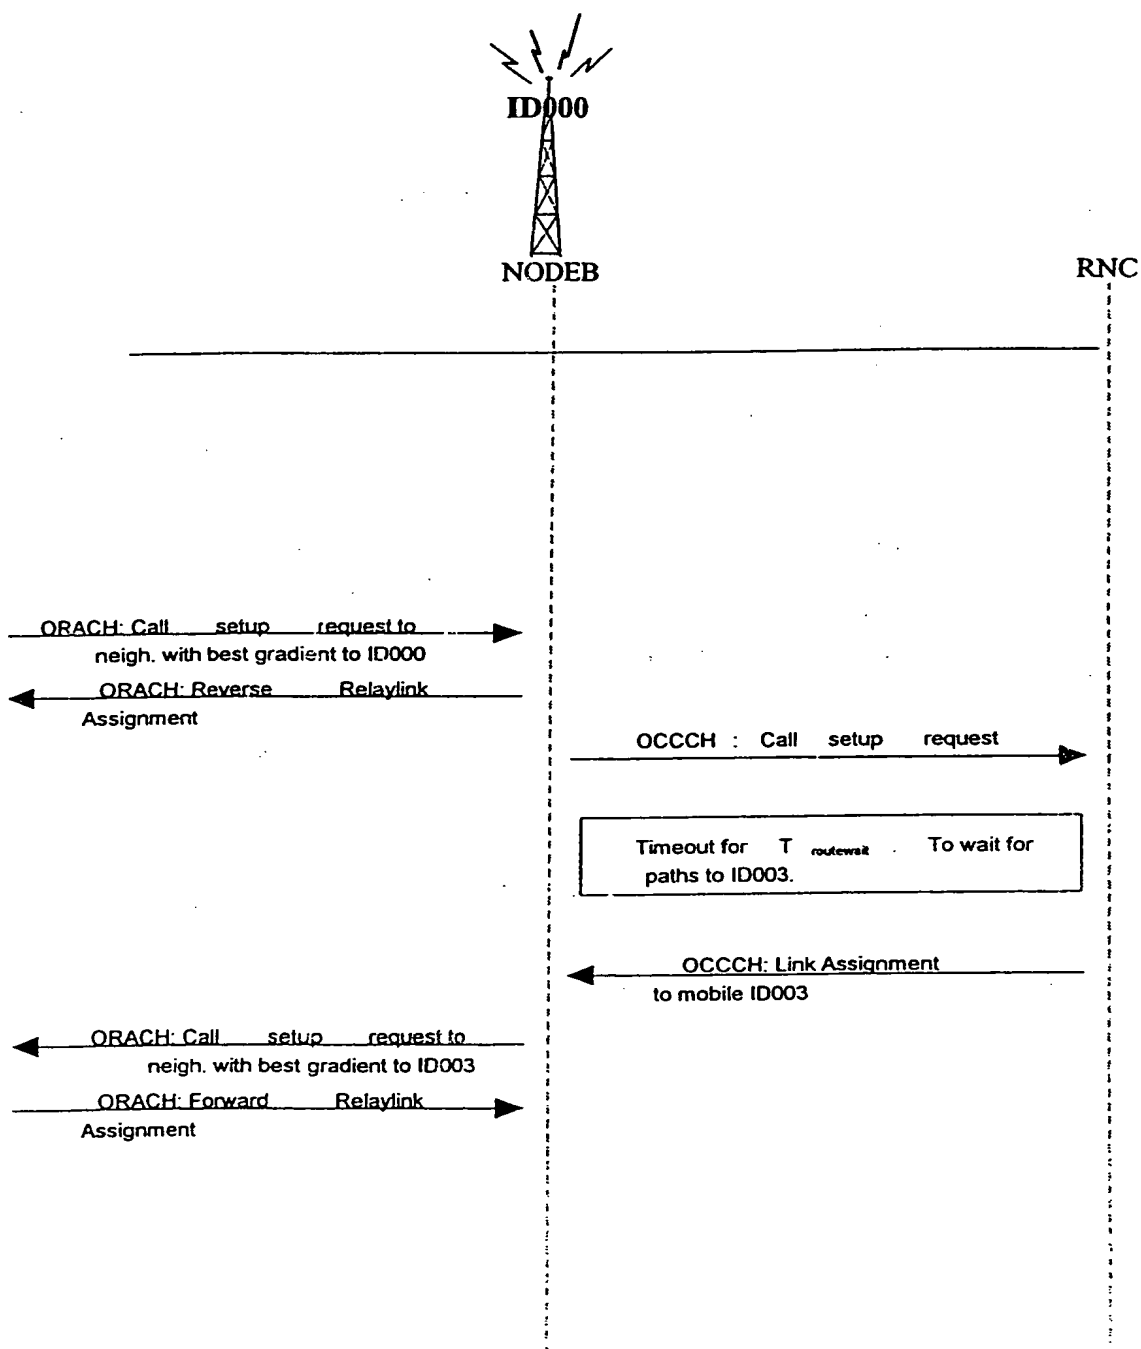 ID000
NODEB
RNC
ORACH: Call setup request to
neigh. with best gradient to ID000
ORACH: Reverse Relaylink
Assignment
OCCCH : Call setup request
Timeout for T routewait . To wait for
paths to ID003.
OCCCH: Link Assignment
to mobile ID003
ORACH: Call setup request to
neigh. with best gradient to ID003
ORACH: Forward Relaylink
Assignment